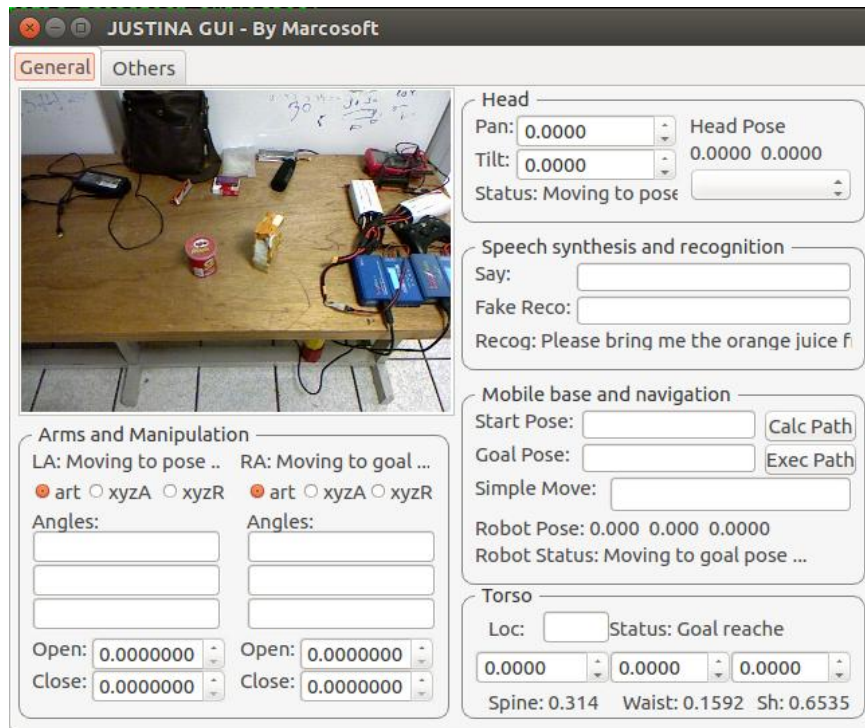 JUSTINA GUI - By Marcosoft
General
Others
30
Head
Pan:
0.0000
Tilt:
0.0000
Status: Moving to pose
Head Pose
0.0000 0.0000
Speech synthesis and recognition
Say:
Fake Reco:
Recog: Please bring me the orange juice f
Mobile base and navigation
Start Pose:
Calc Path
Goal Pose:
Exec Path
Simple Move:
Robot Pose: 0.000 0.000 0.0000
Robot Status: Moving to goal pose ...
Arms and Manipulation
LA: Moving to pose ..
RA: Moving to goal ...
art xyzA xyzR
art xyzA xyzR
Angles:
Angles:
Open: 0.0000000
Open: 0.0000000
Close: 0.0000000
Close: 0.0000000
Torso
Loc:
Status: Goal reache
0.0000 0.0000 0.0000
Spine: 0.314 Waist: 0.1592 Sh: 0.6535